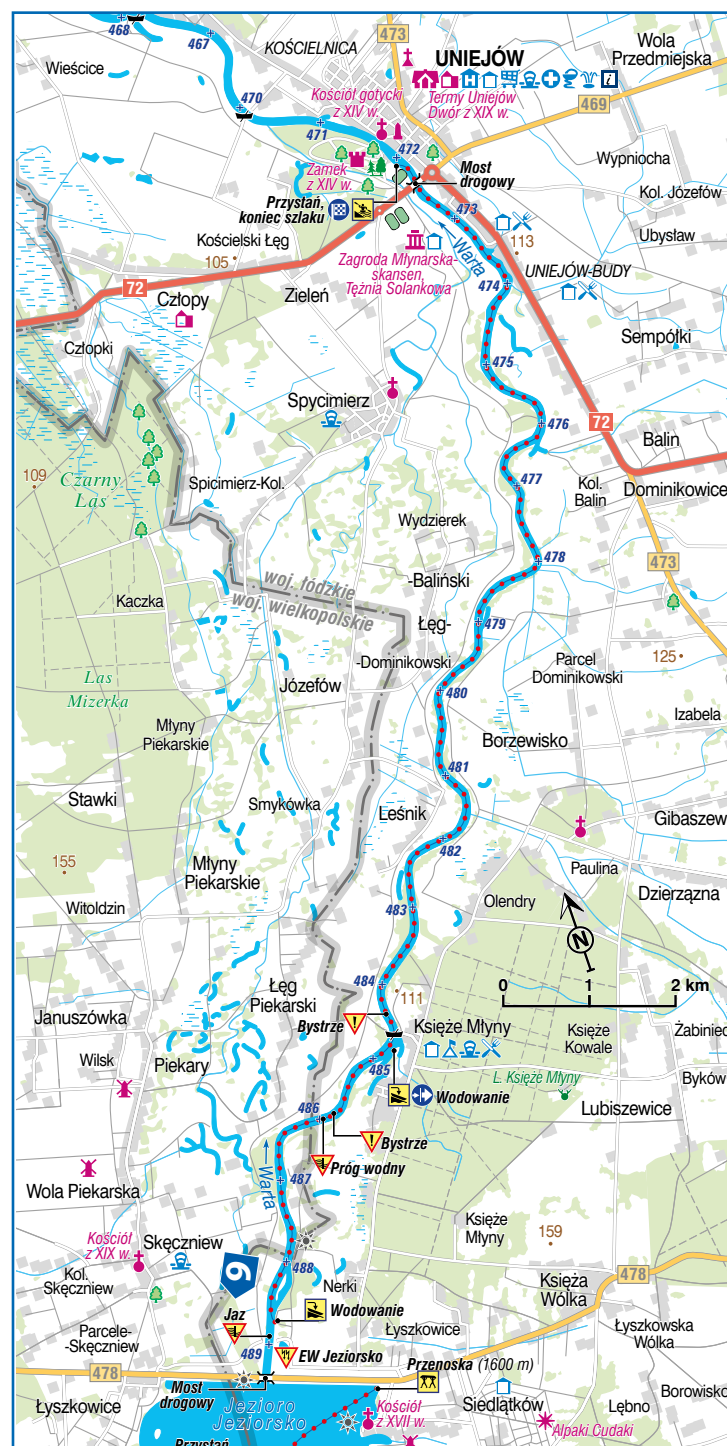 468
467
KOŚCIELNICA
473
UNIEJÓW
Wola
Przedmiejska
Wieścice
470
Kościół gotycki
z XIV w.
Termy Uniejów
Dwór z XIX w.
i
469
471
472
Wypniocha
Zamek
z XIV w.
Most
drogowy
Kol. Józefów
Przystań,
koniec szlaku
473
Ubysław
Kościelski Łęg
105
Warta
113
Zagroda Młynarska-
skansen,
Tężnia Solankowa
UNIEJÓW-BUDY
72
Człopy
Zieleń
474
Człopki
475
Sempółki
Spycimierz
476
72
Balin
109
Czarny
Las
Spicimierz-Kol.
477
Kol.
Balin
Dominikowice
Wydzierek
478
473
woj. łódzkie
woj. wielkopolskie
-Baliński
Kaczka
479
Łęg-
125
-Dominikowski
Parcel
Dominikowski
Las
Mizerka
Józefów
480
Izabela
Młyny
Piekarskie
Borzewisko
481
Stawki
Smykówka
Leśnik
Gibaszew
482
155
Młyny
Piekarskie
Paulina
Dzierzązna
Witoldzin
483
Olendry
N
484
111
0 1 2 km
Łęg
Piekarski
Januszówka
Bystrze
Księże Młyny
Księże
Kowale
Żabiniec
Wilsk
Piekary
485
Wodowanie
L. Księże Młyny
Byków
486
Lubiszewice
Bystrze
Próg wodny
487
Warta
Wola Piekarska
Księże
Młyny
159
Kościół
z XIX w.
Skęczniew
488
478
Kol.
Skęczniew
9
Nerki
Księża
Wólka
Jaz
Wodowanie
Parcele-
-Skęczniew
Łyszkowice
Łyszkowska
Wólka
489
EW Jeziorsko
478
Przenoska (1600 m)
Most
drogowy
Borowisko
Łyszkowice
Jezioro
Jeziorsko
Kościół
z XVII w.
Siedlątków
Lębno
Alpaki Cudaki
Przystań